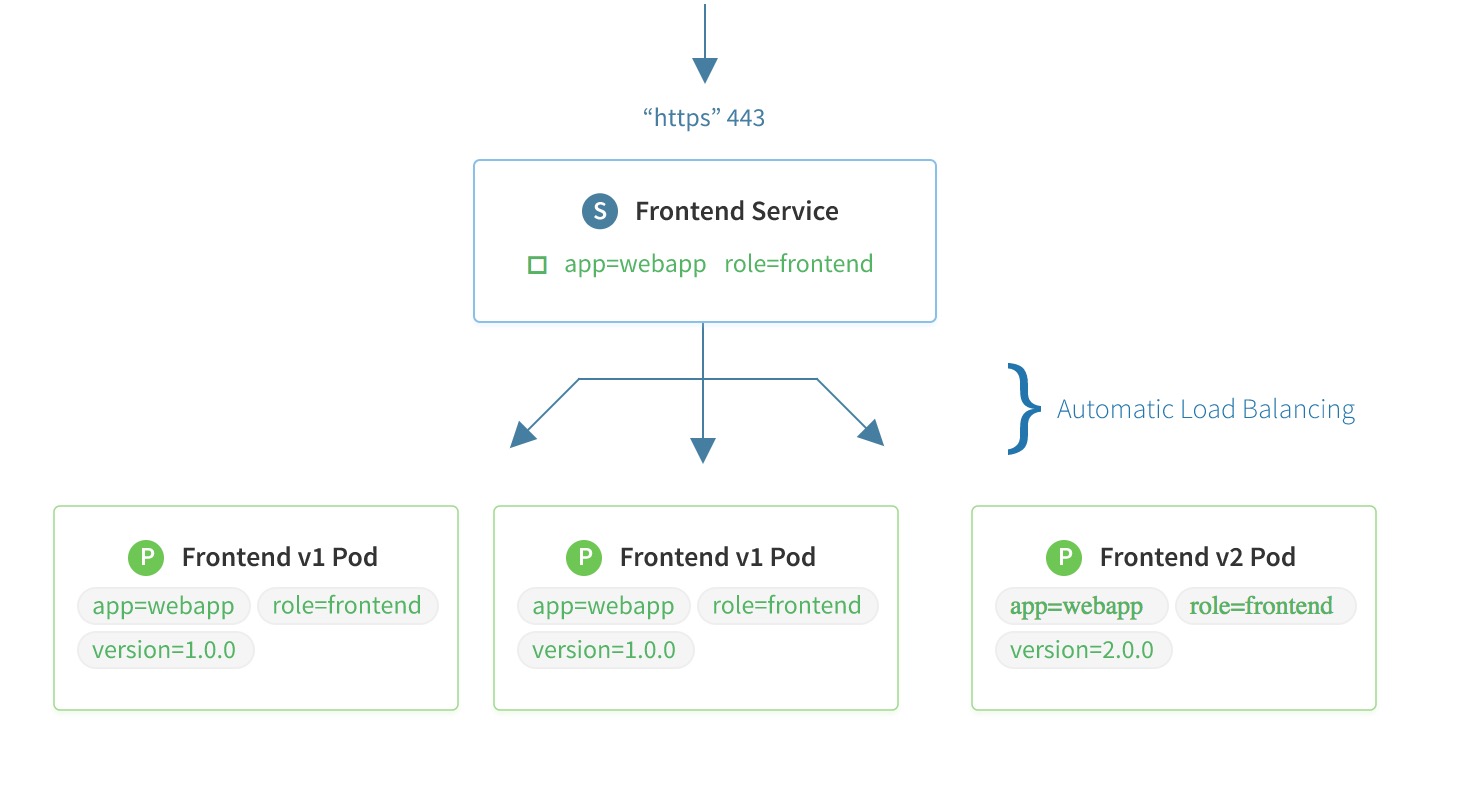 “https” 443
S Frontend Service
app=webapp role=frontend
} Automatic Load Balancing
P Frontend v1 Pod
app=webapp role=frontend
version=1.0.0
P Frontend v1 Pod
app=webapp role=frontend
version=1.0.0
P Frontend v2 Pod
app=webapp role=frontend
version=2.0.0